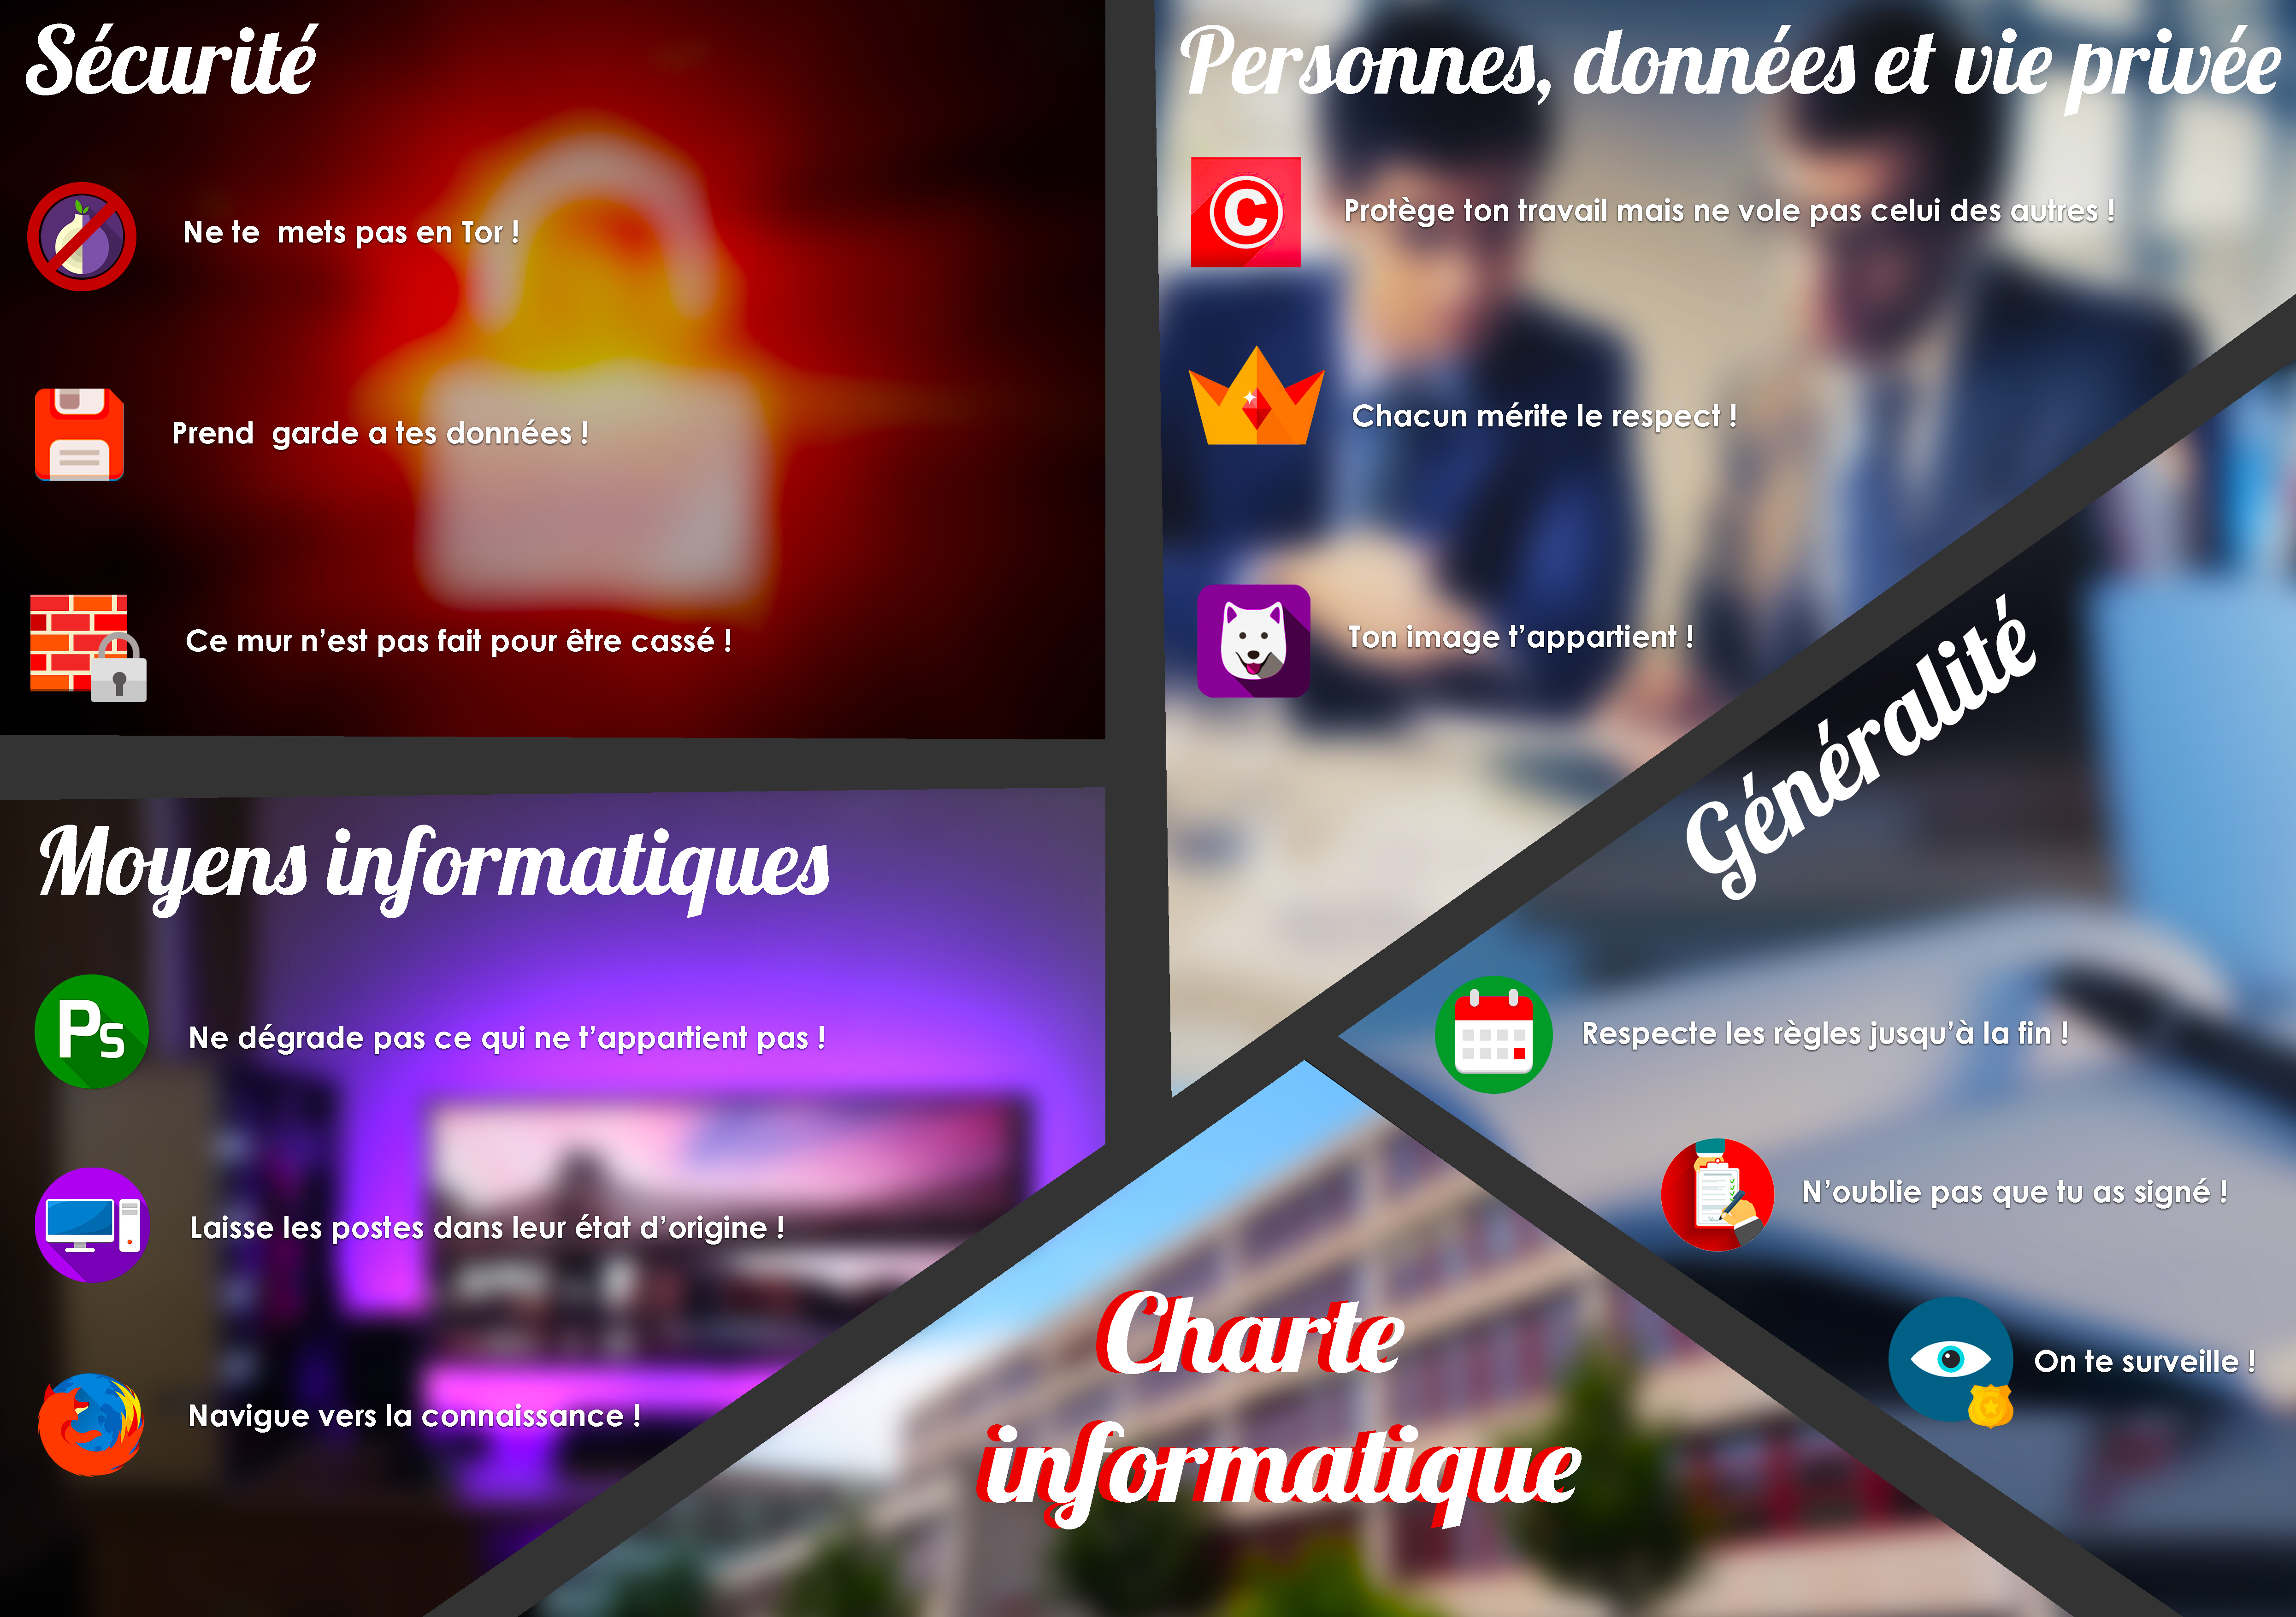 Sécurité
Ne te  mets pas en Tor !
Prend  garde a tes données !
Ce mur n’est pas fait pour être cassé !
Personnes, données et vie privée
©
Protège ton travail mais ne vole pas celui des autres !
Chacun mérite le respect !
Ton image t’appartient !
Moyens informatiques
Ps
Ne dégrade pas ce qui ne t’appartient pas !
Laisse les postes dans leur état d’origine !
Navigue vers la connaissance !
Généralité
Respecte les règles jusqu’à la fin !
N’oublie pas que tu as signé !
On te surveille !
Charte
informatique